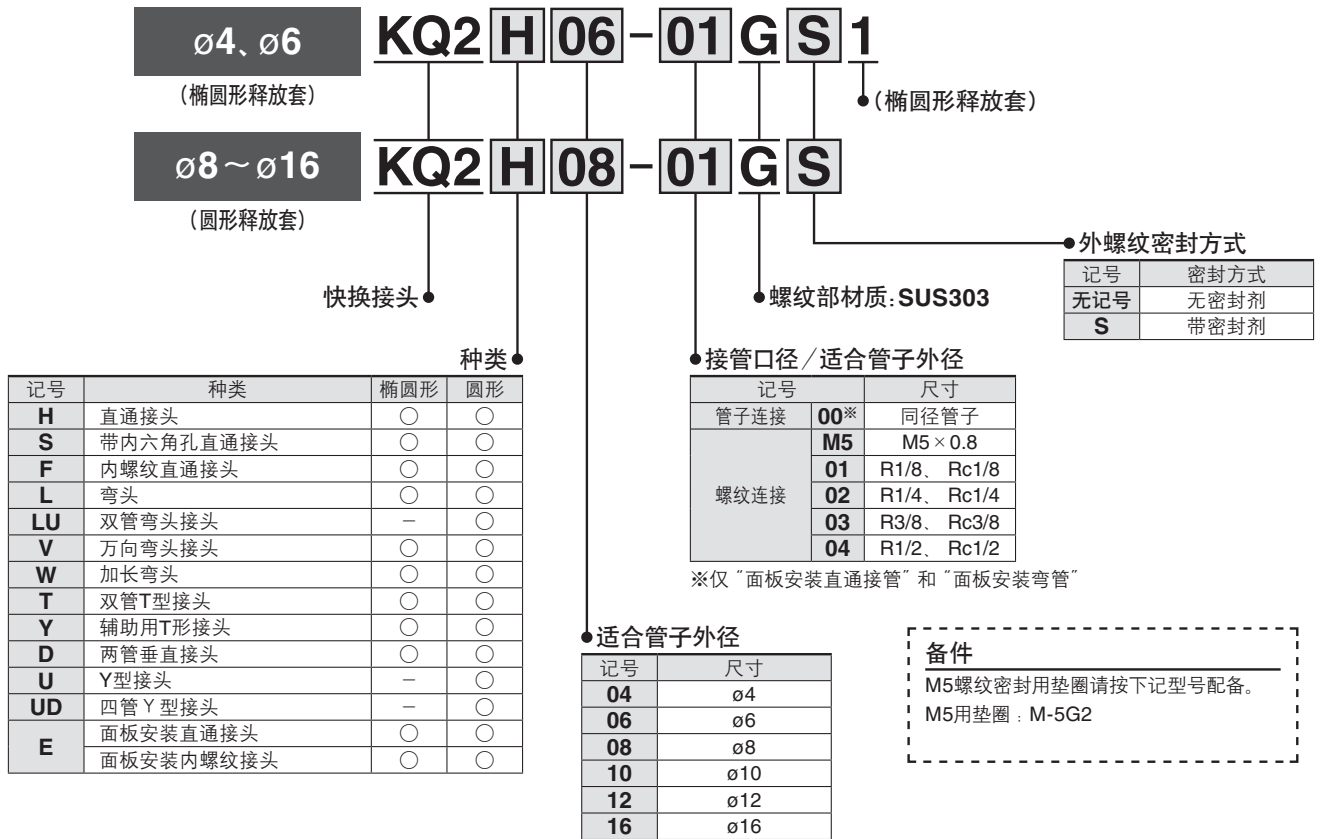 ø4、ø6 KQ2 H 06-01 G S 1
（椭圆形释放套）
（椭圆形释放套）
ø8～ø16 KQ2 H 08-01 G S
（圆形释放套）
快换接头
螺纹部材质:SUS303
外螺纹密封方式
记号 密封方式
无记号 无密封剂
S 带密封剂
种类
记号 种类 椭圆形 圆形
H 直通接头 ○ ○
S 带内六角孔直通接头 ○ ○
F 内螺纹直通接头 ○ ○
L 弯头 ○ ○
LU 双管弯头接头 － ○
V 万向弯头接头 ○ ○
W 加长弯头 ○ ○
T 双管T型接头 ○ ○
Y 辅助用T形接头 ○ ○
D 两管垂直接头 ○ ○
U Y型接头 － ○
UD 四管Y型接头 － ○
E 面板安装直通接头 ○ ○
面板安装内螺纹接头 ○ ○
接管口径／适合管子外径
记号 尺寸
管子连接 00※ 同径管子
螺纹连接 M5 M5×0.8
01 R1/8、 Rc1/8
02 R1/4、 Rc1/4
03 R3/8、 Rc3/8
04 R1/2、 Rc1/2
※仅“面板安装直通接管”和“面板安装弯管”
适合管子外径
记号 尺寸
04 ø4
06 ø6
08 ø8
10 ø10
12 ø12
16 ø16
备件
M5螺纹密封用垫圈请按下记型号配备。
M5用垫圈：M-5G2